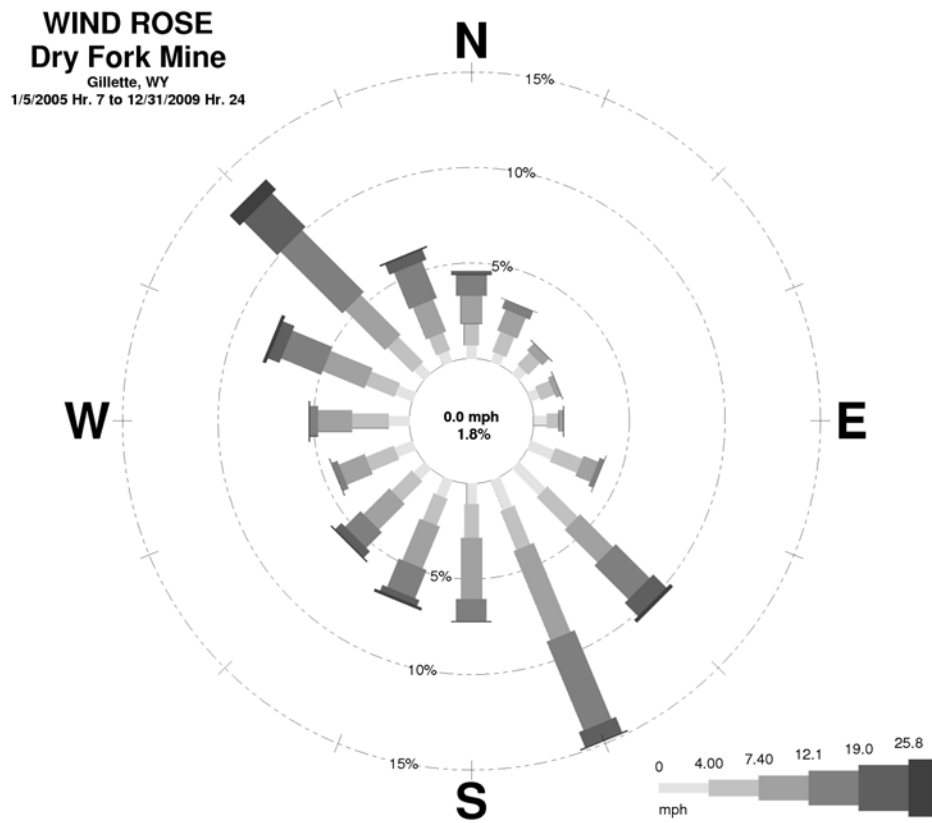 WIND ROSE
Dry Fork Mine
Gillette, WY
1/5/2005 Hr. 7 to 12/31/2009 Hr. 24
N
15%
10%
5%
W
0.0 mph
1.8%
E
5%
10%
15%
S
0 4.00 7.40 12.1 19.0 25.8
mph